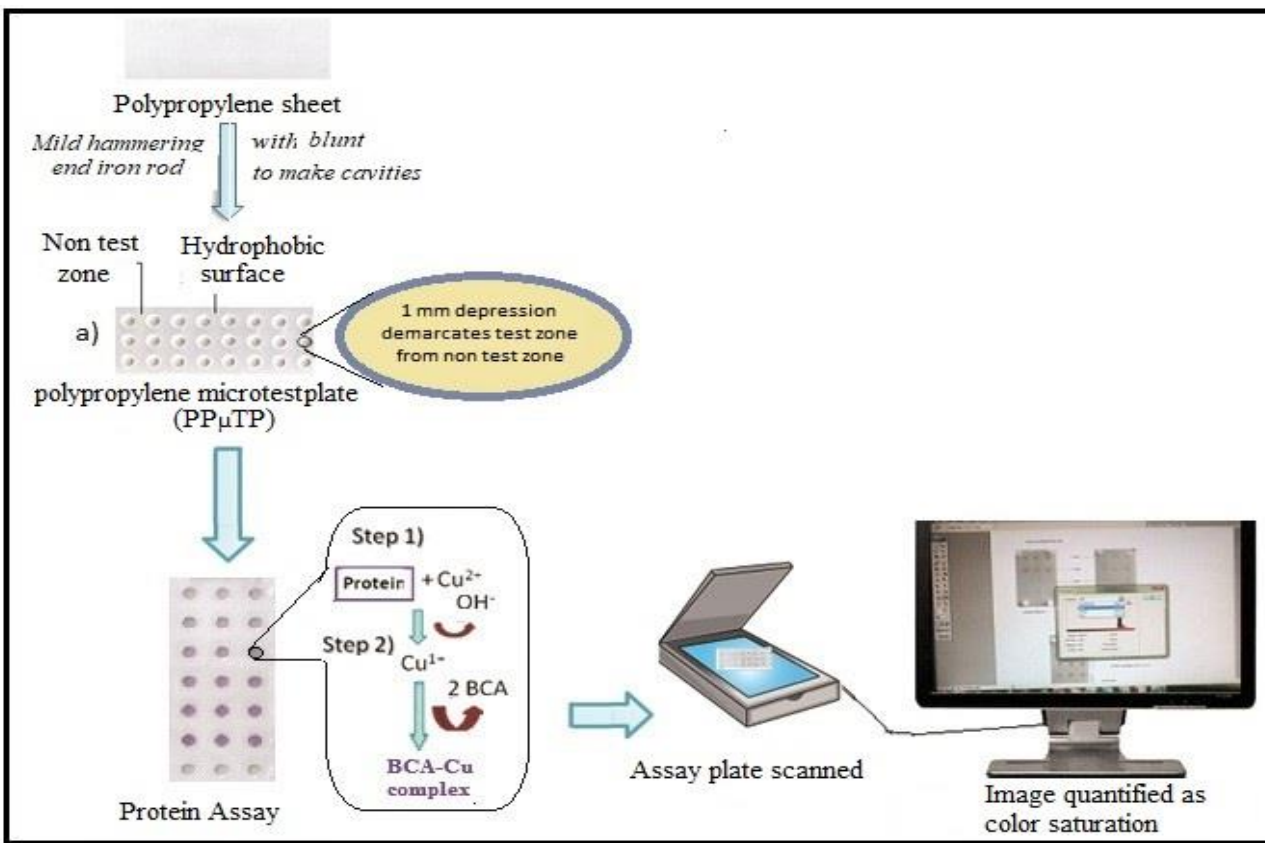 Polypropylene sheet
Mild hammering with blunt
end iron rod to make cavities
Non test
zone
Hydrophobic
surface
a)
1 mm depression
demarcates test zone
from non test zone
polypropylene microtestplate
(PPµTP)
Step 1)
Protein + Cu²⁺
OH⁻
Step 2)
Cu¹⁺
2 BCA
BCA-Cu
complex
Protein Assay
Assay plate scanned
Image quantified as
color saturation